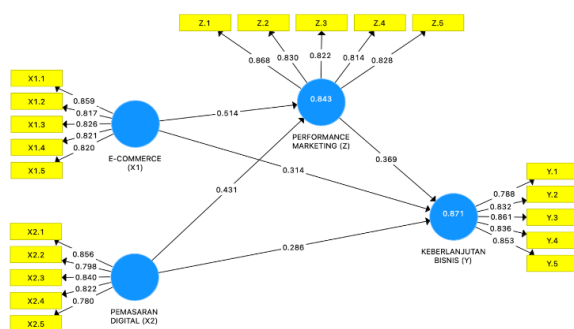 Z.1
Z.2
Z.3
Z.4
Z.5
0.868
0.830
0.822
0.814
0.828
0.843
PERFORMANCE
MARKETING (Z)
X1.1
X1.2
X1.3
X1.4
X1.5
0.859
0.817
0.826
0.821
0.820
E-COMMERCE
(X1)
0.514
0.314
0.431
0.286
0.369
X2.1
X2.2
X2.3
X2.4
X2.5
0.856
0.798
0.840
0.822
0.780
PEMASARAN
DIGITAL (X2)
0.871
KEBERLANJUTAN
BISNIS (Y)
0.788
0.832
0.861
0.836
0.853
Y.1
Y.2
Y.3
Y.4
Y.5